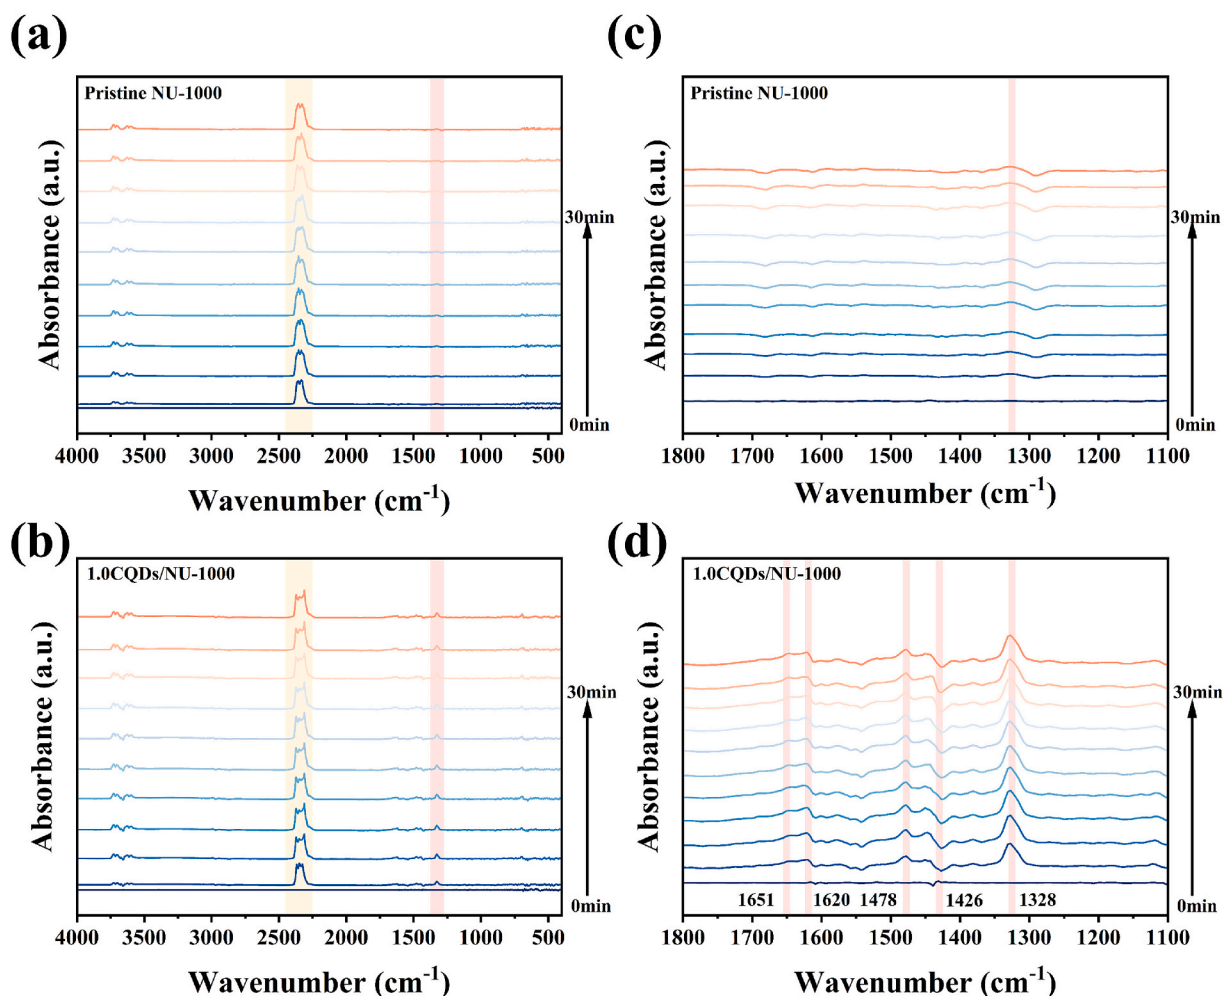 (a)
Pristine NU-1000
Absorbance (a.u.)
30min
0min
4000 3500 3000 2500 2000 1500 1000 500
Wavenumber (cm⁻¹)
(c)
Pristine NU-1000
Absorbance (a.u.)
30min
0min
1800 1700 1600 1500 1400 1300 1200 1100
Wavenumber (cm⁻¹)
(b)
1.0CQDs/NU-1000
Absorbance (a.u.)
30min
0min
4000 3500 3000 2500 2000 1500 1000 500
Wavenumber (cm⁻¹)
(d)
1.0CQDs/NU-1000
Absorbance (a.u.)
30min
0min
1651 1620 1478 1426 1328
1800 1700 1600 1500 1400 1300 1200 1100
Wavenumber (cm⁻¹)